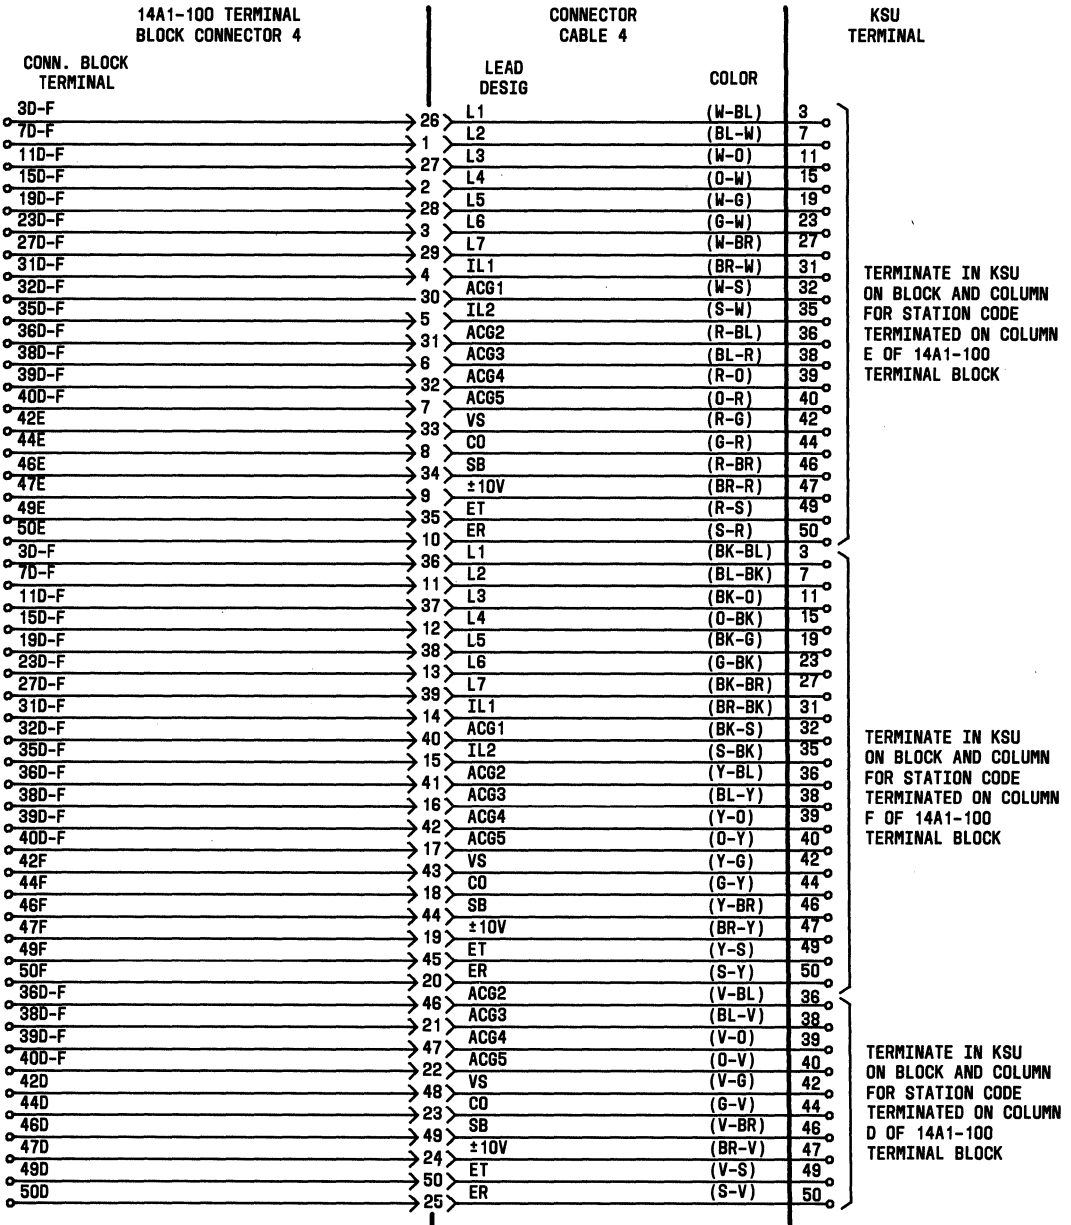 14A1-100 TERMINAL BLOCK CONNECTOR 4
CONNECTOR CABLE 4
KSU TERMINAL
CONN. BLOCK TERMINAL
LEAD DESIG
COLOR
3D-F 26 L1 (W-BL) 3
7D-F 1 L2 (BL-W) 7
11D-F 27 L3 (W-O) 11
15D-F 2 L4 (O-W) 15
19D-F 28 L5 (W-G) 19
23D-F 3 L6 (G-W) 23
27D-F 29 L7 (W-BR) 27
31D-F 4 IL1 (BR-W) 31
32D-F 30 ACG1 (W-S) 32
35D-F 5 IL2 (S-W) 35
36D-F 31 ACG2 (R-BL) 36
38D-F 6 ACG3 (BL-R) 38
39D-F 32 ACG4 (R-O) 39
40D-F 7 ACG5 (O-R) 40
42E 33 VS (R-G) 42
44E 8 CO (G-R) 44
46E 34 SB (R-BR) 46
47E 9 ±10V (BR-R) 47
49E 35 ET (R-S) 49
50E 10 ER (S-R) 50
TERMINATE IN KSU
ON BLOCK AND COLUMN
FOR STATION CODE
TERMINATED ON COLUMN
E OF 14A1-100
TERMINAL BLOCK
3D-F 36 L1 (BK-BL) 3
7D-F 11 L2 (BL-BK) 7
11D-F 37 L3 (BK-O) 11
15D-F 12 L4 (O-BK) 15
19D-F 38 L5 (BK-G) 19
23D-F 13 L6 (G-BK) 23
27D-F 39 L7 (BK-BR) 27
31D-F 14 IL1 (BR-BK) 31
32D-F 40 ACG1 (BK-S) 32
35D-F 15 IL2 (S-BK) 35
36D-F 41 ACG2 (Y-BL) 36
38D-F 16 ACG3 (BL-Y) 38
39D-F 42 ACG4 (Y-O) 39
40D-F 17 ACG5 (O-Y) 40
42F 43 VS (Y-G) 42
44F 18 CO (G-Y) 44
46F 44 SB (Y-BR) 46
47F 19 ±10V (BR-Y) 47
49F 45 ET (Y-S) 49
50F 20 ER (S-Y) 50
TERMINATE IN KSU
ON BLOCK AND COLUMN
FOR STATION CODE
TERMINATED ON COLUMN
F OF 14A1-100
TERMINAL BLOCK
36D-F 46 ACG2 (V-BL) 36
38D-F 21 ACG3 (BL-V) 38
39D-F 47 ACG4 (V-O) 39
40D-F 22 ACG5 (O-V) 40
42D 48 VS (V-G) 42
44D 23 CO (G-V) 44
46D 49 SB (V-BR) 46
47D 24 ±10V (BR-V) 47
49D 50 ET (V-S) 49
50D 25 ER (S-V) 50
TERMINATE IN KSU
ON BLOCK AND COLUMN
FOR STATION CODE
TERMINATED ON COLUMN
D OF 14A1-100
TERMINAL BLOCK